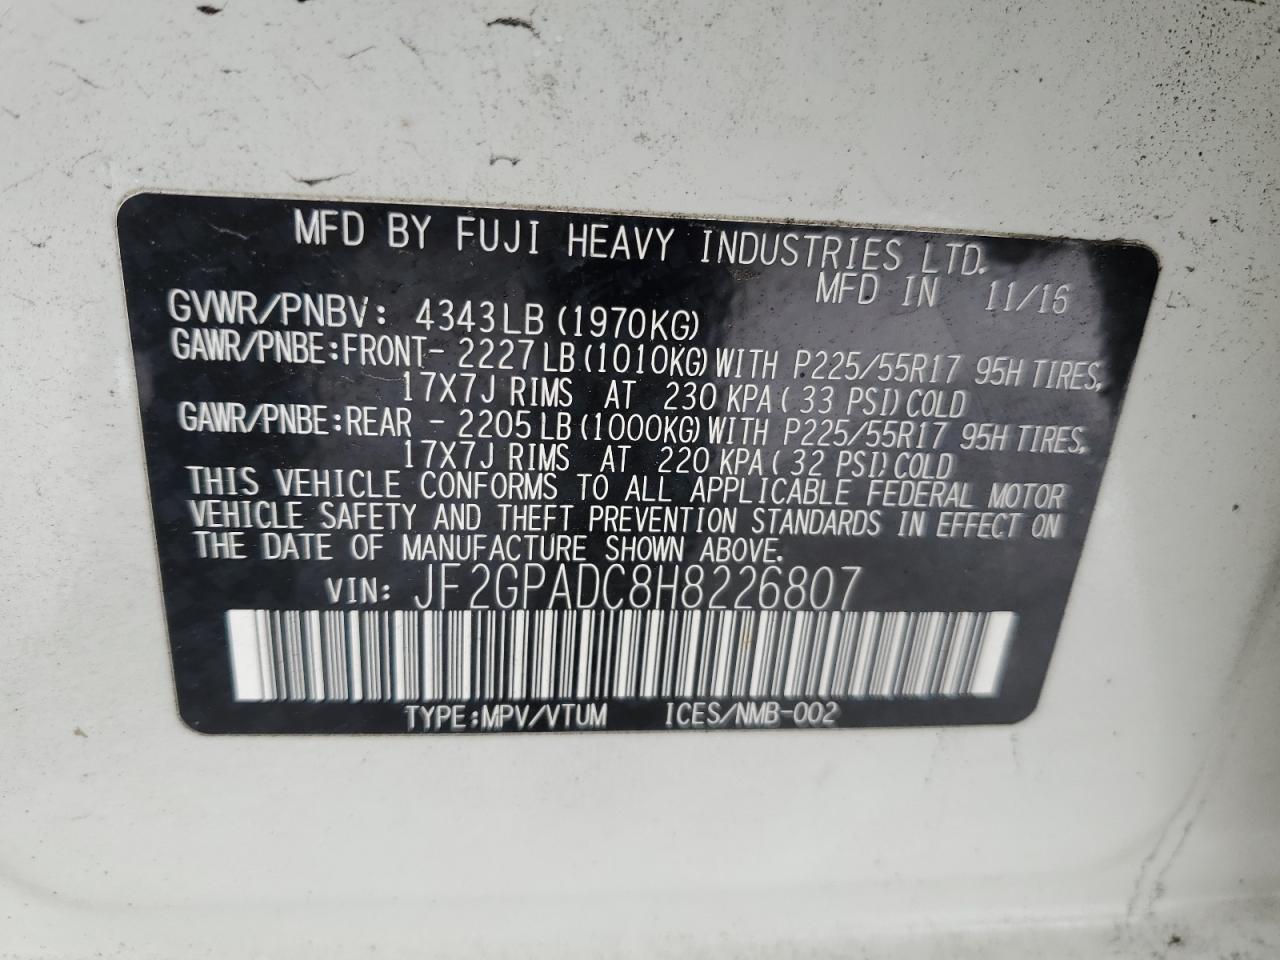 MFD BY FUJI HEAVY INDUSTRIES LTD.
MFD IN 11/16
GVWR/PNBV: 4343LB (1970KG)
GAWR/PNBE:FRONT- 2227LB(1010KG)WITH P225/55R17 95H TIRES,
17X7J RIMS AT 230 KPA( 33 PSI)COLD
GAWR/PNBE:REAR - 2205LB(1000KG)WITH P225/55R17 95H TIRES,
17X7J RIMS AT 220 KPA( 32 PSI)COLD
THIS VEHICLE CONFORMS TO ALL APPLICABLE FEDERAL MOTOR
VEHICLE SAFETY AND THEFT PREVENTION STANDARDS IN EFFECT ON
THE DATE OF MANUFACTURE SHOWN ABOVE.
VIN: JF2GPADC8H8226807
TYPE:MPV/VTUM ICES/NMB-002